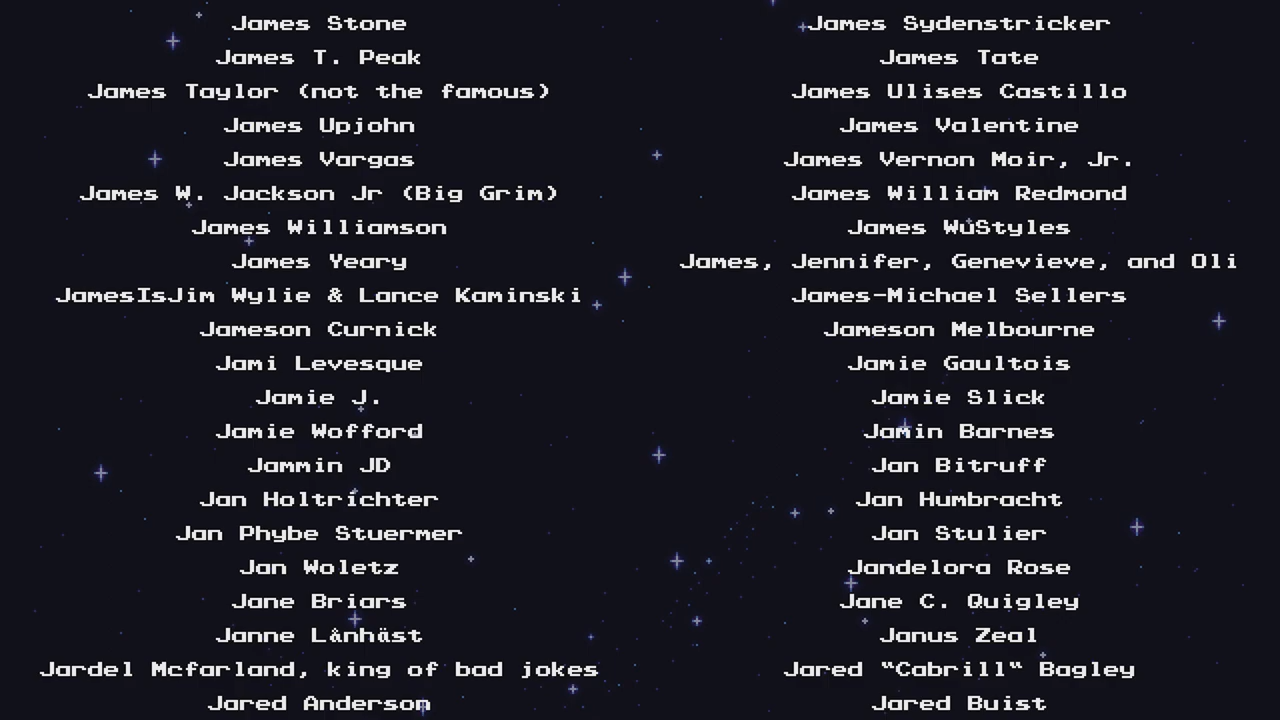 James Stone
James Sydenstricker
James T. Peak
James Tate
James Taylor (not the famous)
James Ulises Castillo
James Upjohn
James Valentine
James Vargas
James Vernon Moir, Jr.
James W. Jackson Jr (Big Grim)
James William Redmond
James Williamson
James WuStyles
James Yeary
James, Jennifer, Genevieve, and Oli
JamesIsJim Wylie & Lance Kaminski
James-Michael Sellers
Jameson Curnick
Jameson Melbourne
Jami Levesque
Jamie Gaultois
Jamie J.
Jamie Slick
Jamie Wofford
Jamin Barnes
Jammin JD
Jan Bitruff
Jan Holtrichter
Jan Humbracht
Jan Phybe Stuermer
Jan Stulier
Jan Woletz
Jandelora Rose
Jane Briars
Jane C. Quigley
Janne Lånhäst
Janus Zeal
Jardel Mcfarland, king of bad jokes
Jared "Cabrill" Bagley
Jared Anderson
Jared Buist